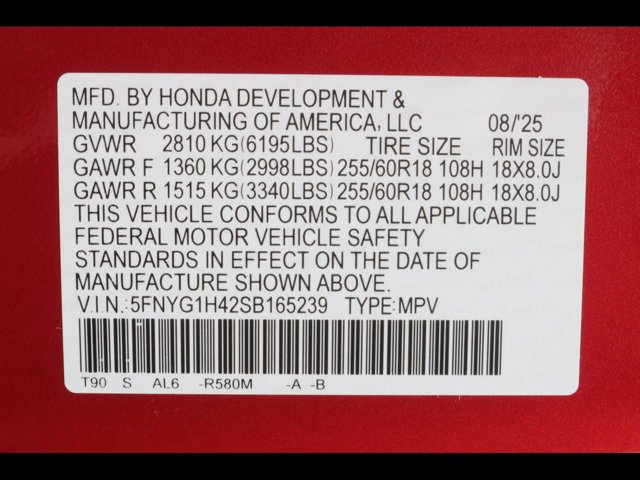 MFD. BY HONDA DEVELOPMENT &
MANUFACTURING OF AMERICA, LLC 08/'25
GVWR 2810 KG(6195LBS) TIRE SIZE RIM SIZE
GAWR F 1360 KG(2998LBS) 255/60R18 108H 18X8.0J
GAWR R 1515 KG(3340LBS) 255/60R18 108H 18X8.0J
THIS VEHICLE CONFORMS TO ALL APPLICABLE
FEDERAL MOTOR VEHICLE SAFETY
STANDARDS IN EFFECT ON THE DATE OF
MANUFACTURE SHOWN ABOVE.
V.I.N.:5FNYG1H42SB165239 TYPE:MPV
T90 S AL6 -R580M -A -B